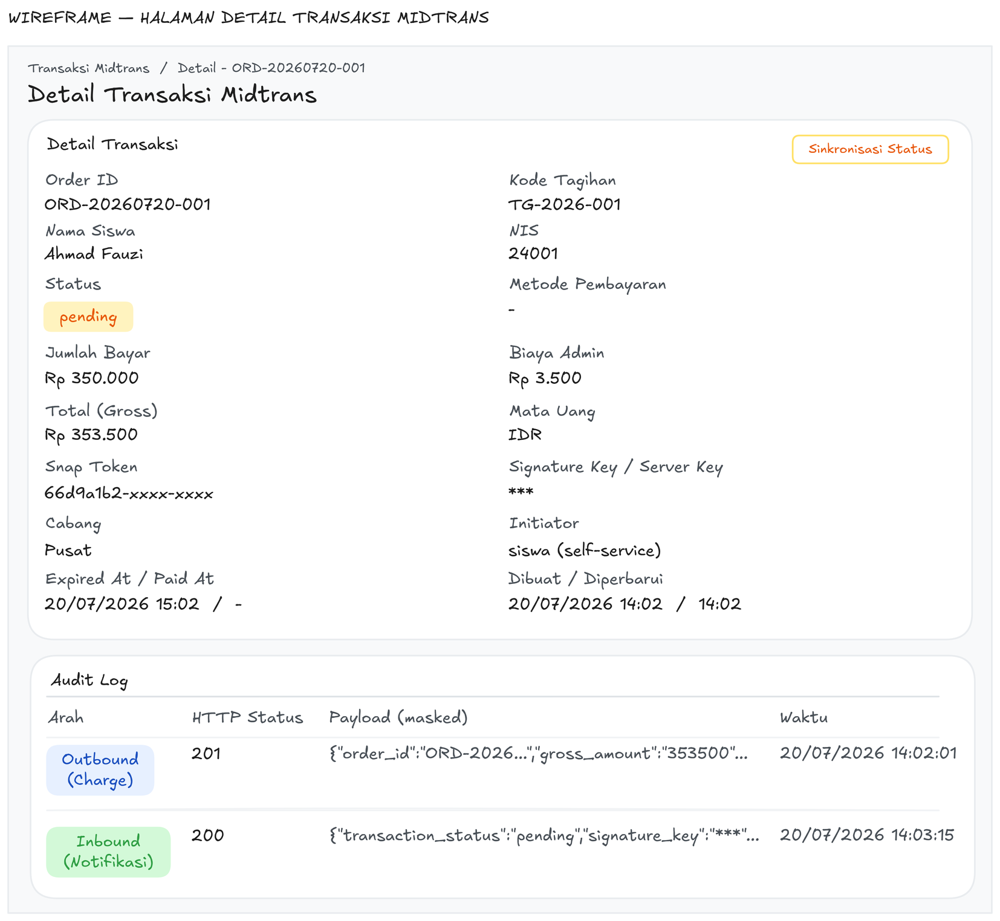 WIREFRAME — HALAMAN DETAIL TRANSAKSI MIDTRANS
Transaksi Midtrans / Detail - ORD-20260720-001
Detail Transaksi Midtrans
Detail Transaksi
Sinkronisasi Status
Order ID
Kode Tagihan
ORD-20260720-001
TG-2026-001
Nama Siswa
NIS
Ahmad Fauzi
24001
Status
Metode Pembayaran
pending
-
Jumlah Bayar
Biaya Admin
Rp 350.000
Rp 3.500
Total (Gross)
Mata Uang
Rp 353.500
IDR
Snap Token
Signature Key / Server Key
66d9a1b2-xxxx-xxxx
***
Cabang
Initiator
Pusat
siswa (self-service)
Expired At / Paid At
Dibuat / Diperbarui
20/07/2026 15:02 / -
20/07/2026 14:02 / 14:02
Audit Log
Arah HTTP Status Payload (masked) Waktu
Outbound
(Charge)
201
{"order_id":"ORD-2026...","gross_amount":"353500"...
20/07/2026 14:02:01
Inbound
(Notifikasi)
200
{"transaction_status":"pending","signature_key":"***"...
20/07/2026 14:03:15